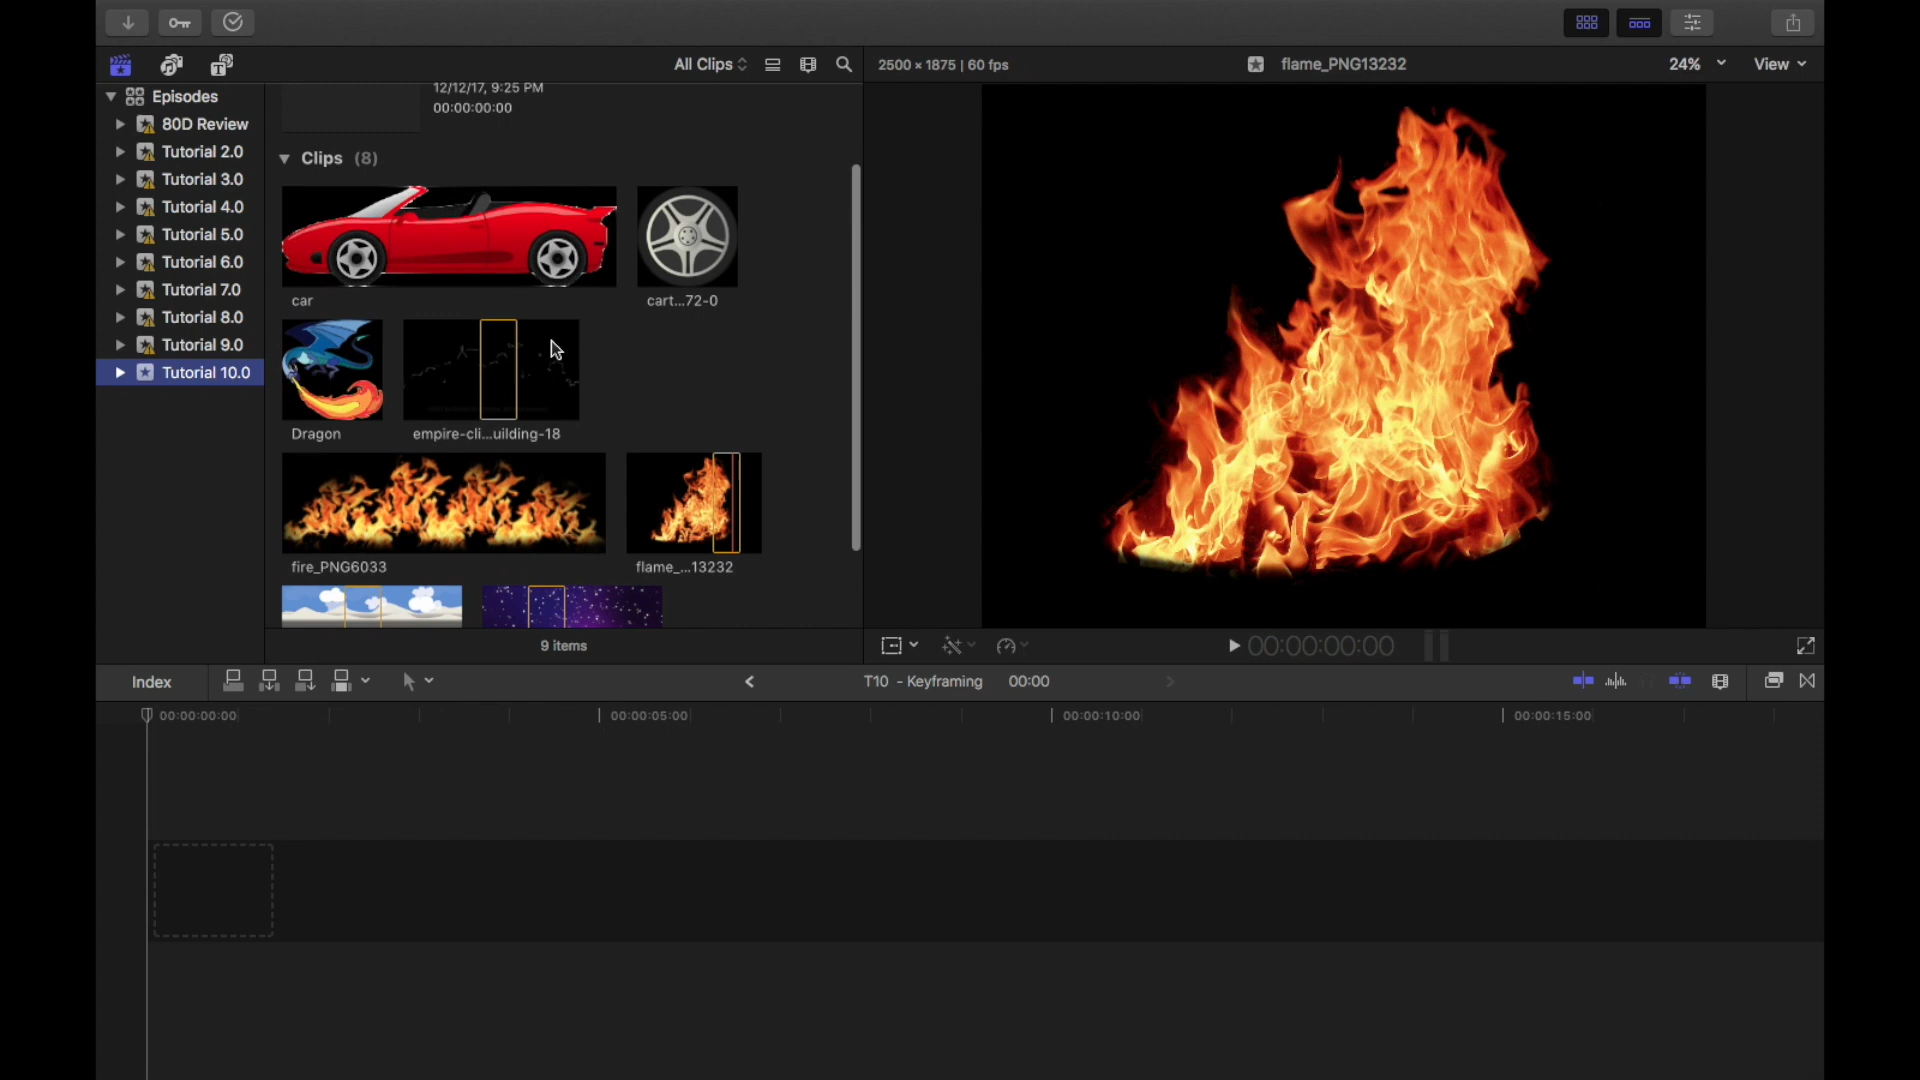 All Clips
2500 × 1875 | 60 fps
flame_PNG13232
24%
View
Episodes
80D Review
Tutorial 2.0
Tutorial 3.0
Tutorial 4.0
Tutorial 5.0
Tutorial 6.0
Tutorial 7.0
Tutorial 8.0
Tutorial 9.0
Tutorial 10.0
12/12/17, 9:25 PM
00:00:00:00
Clips (8)
car
cart...72-0
Dragon
empire-cli...uilding-18
fire_PNG6033
flame_...13232
9 items
00:00:00:00
Index
T10 - Keyframing
00:00
00:00:00:00
00:00:05:00
00:00:10:00
00:00:15:00